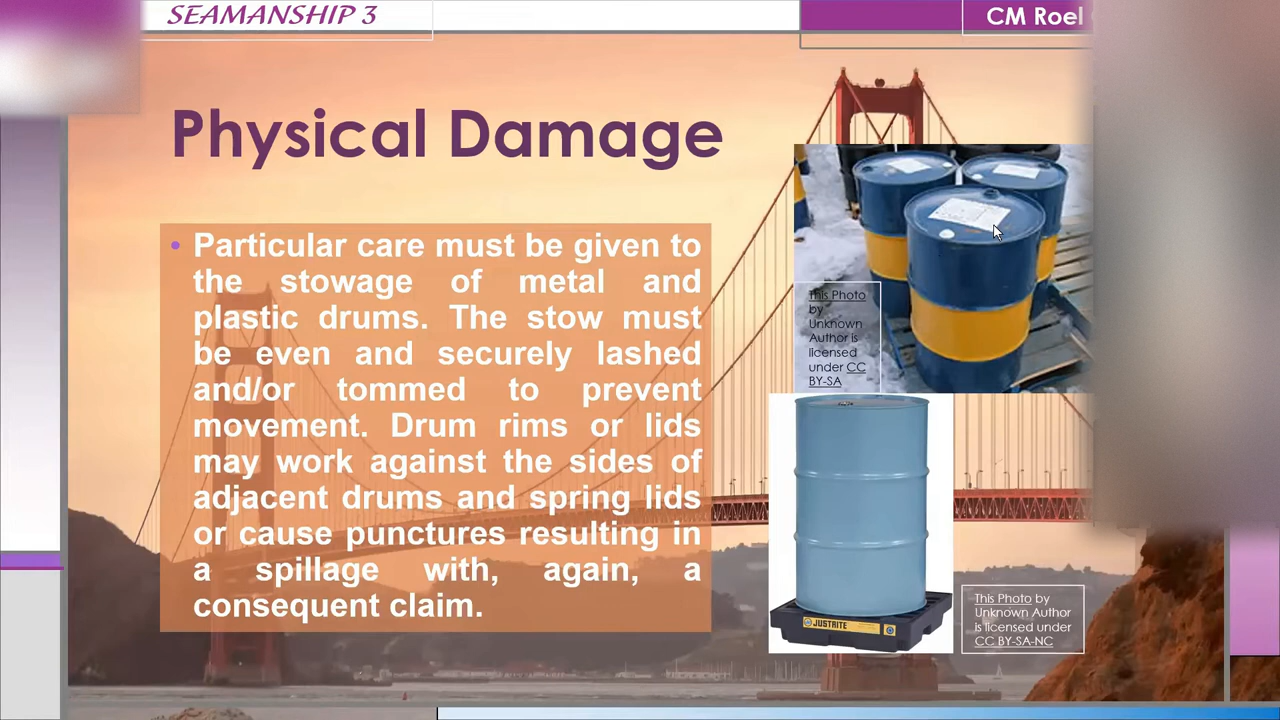 SEAMANSHIP 3
CM Roel
Physical Damage
• Particular care must be given to
the stowage of metal and
plastic drums. The stow must
be even and securely lashed
and/or tommed to prevent
movement. Drum rims or lids
may work against the sides of
adjacent drums and spring lids
or cause punctures resulting in
a spillage with, again, a
consequent claim.
This Photo
by
Unknown
Author is
licensed
under CC
BY-SA
JUSTRITE
This Photo by
Unknown Author
is licensed under
CC BY-SA-NC